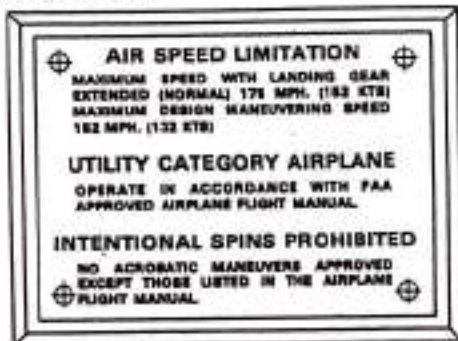 AIR SPEED LIMITATION
MAXIMUM SPEED WITH LANDING GEAR
EXTENDED (NORMAL) 175 MPH. (152 KTS)
MAXIMUM DESIGN MANEUVERING SPEED
152 MPH. (132 KTS)
UTILITY CATEGORY AIRPLANE
OPERATE IN ACCORDANCE WITH FAA
APPROVED AIRPLANE FLIGHT MANUAL
INTENTIONAL SPINS PROHIBITED
NO ACROBATIC MANEUVERS APPROVED
EXCEPT THOSE LISTED IN THE AIRPLANE
FLIGHT MANUAL